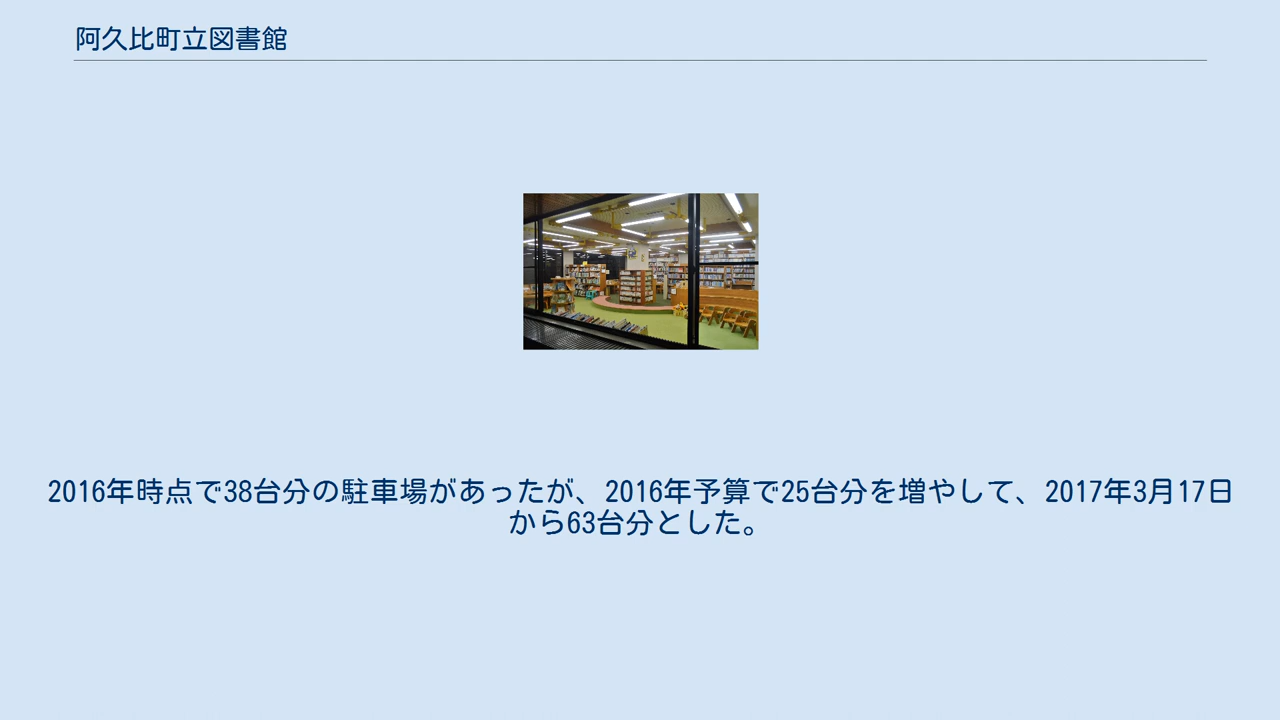 阿久比町立図書館
2016年時点で38台分の駐車場があったが、2016年予算で25台分を増やして、2017年3月17日
から63台分とした。